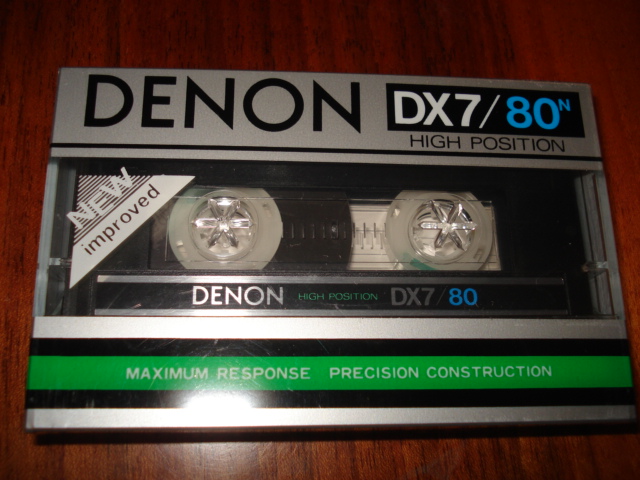 DENON DX7/80N
HIGH POSITION
NEW
improved
DENON HIGH POSITION DX7/80
MAXIMUM RESPONSE PRECISION CONSTRUCTION